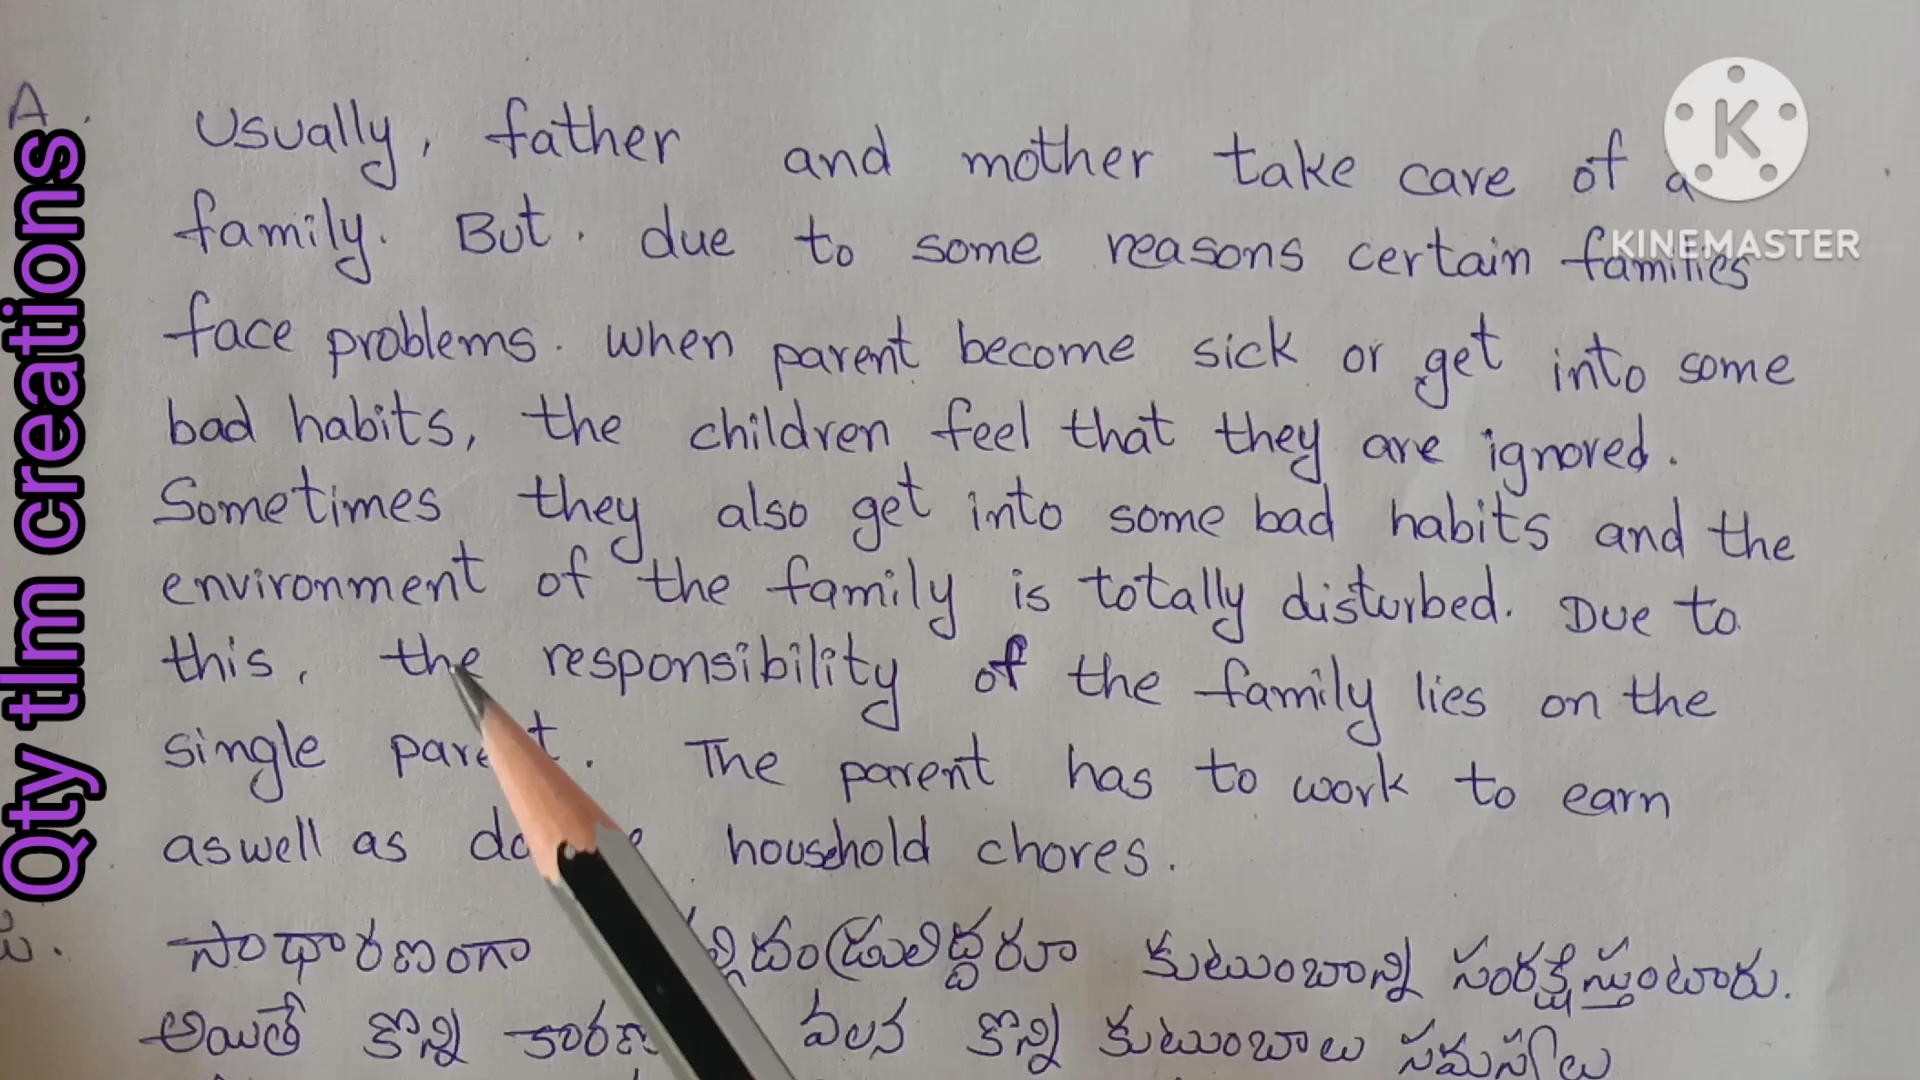 A. Usually, father and mother take care of a
family. But. due to some reasons certain families
face problems. When parent become sick or get into some
bad habits, the children feel that they are ignored.
Sometimes they also get into some bad habits and the
environment of the family is totally disturbed. Due to
this, the responsibility of the family lies on the
single parent. The parent has to work to earn
aswell as household chores.
సాధారణంగా కుటుంబాన్ని సంరక్షిస్తుంటారు.
అయితే కొన్ని వలన కొన్ని కుటుంబాలు సమస్యలు
Qty tlm creations
K
KINEMASTER